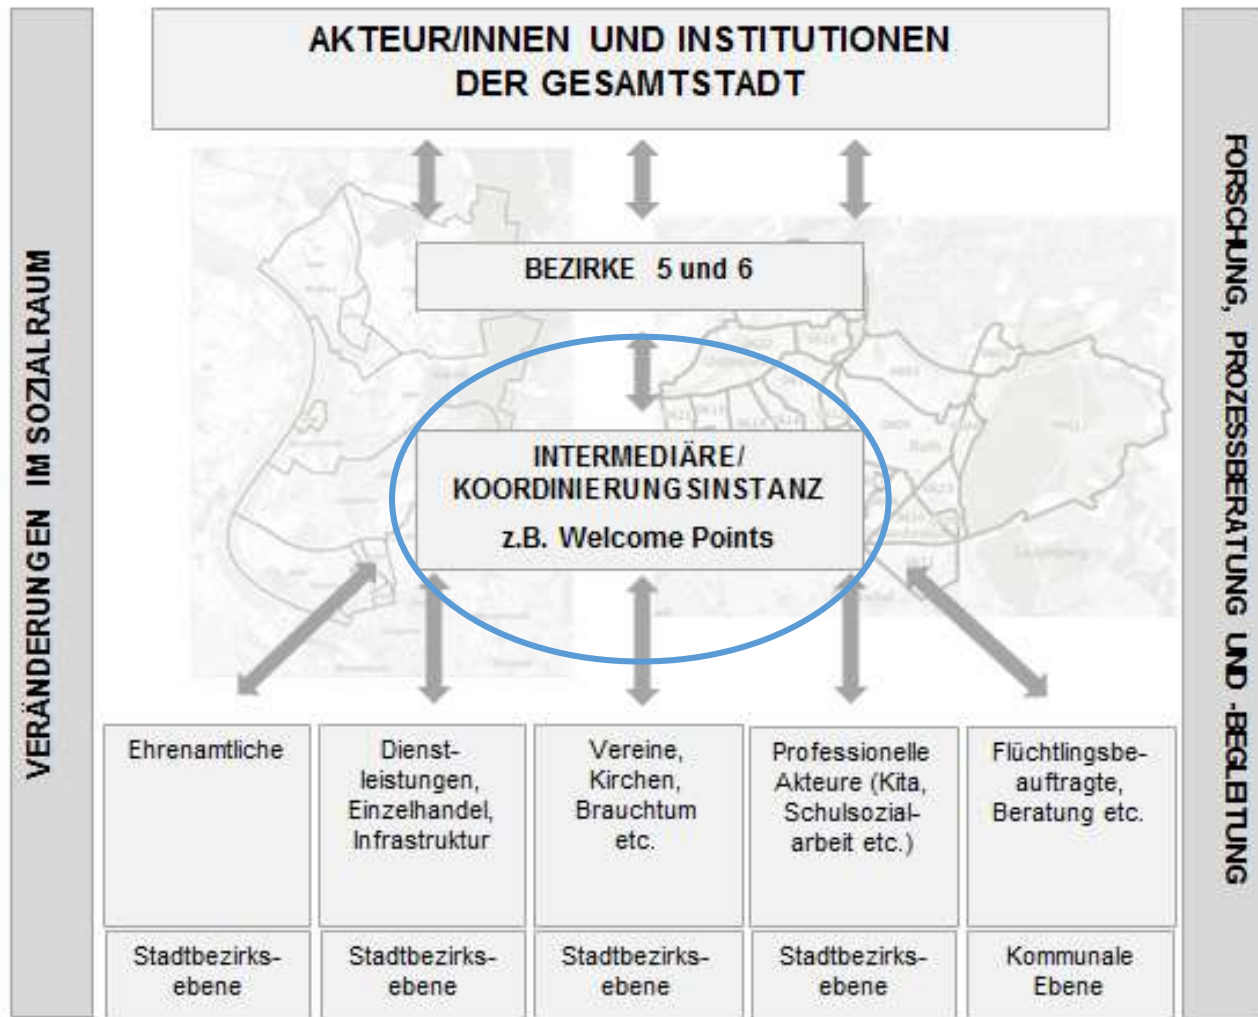 AKTEUR/INNEN UND INSTITUTIONEN
DER GESAMTSTADT
VERÄNDERUNGEN IM SOZIALRAUM
FORSCHUNG, PROZESSBERATUNG UND -BEGLEITUNG
BEZIRKE 5 und 6
INTERMEDIÄRE/
KOORDINIERUNGSINSTANZ
z.B. Welcome Points
Ehrenamtliche
Dienst-
leistungen,
Einzelhandel,
Infrastruktur
Vereine,
Kirchen,
Brauchtum
etc.
Professionelle
Akteure (Kita,
Schulsozial-
arbeit etc.)
Flüchtlingsbe-
auftragte,
Beratung etc.
Stadtbezirks-
ebene
Stadtbezirks-
ebene
Stadtbezirks-
ebene
Stadtbezirks-
ebene
Kommunale
Ebene